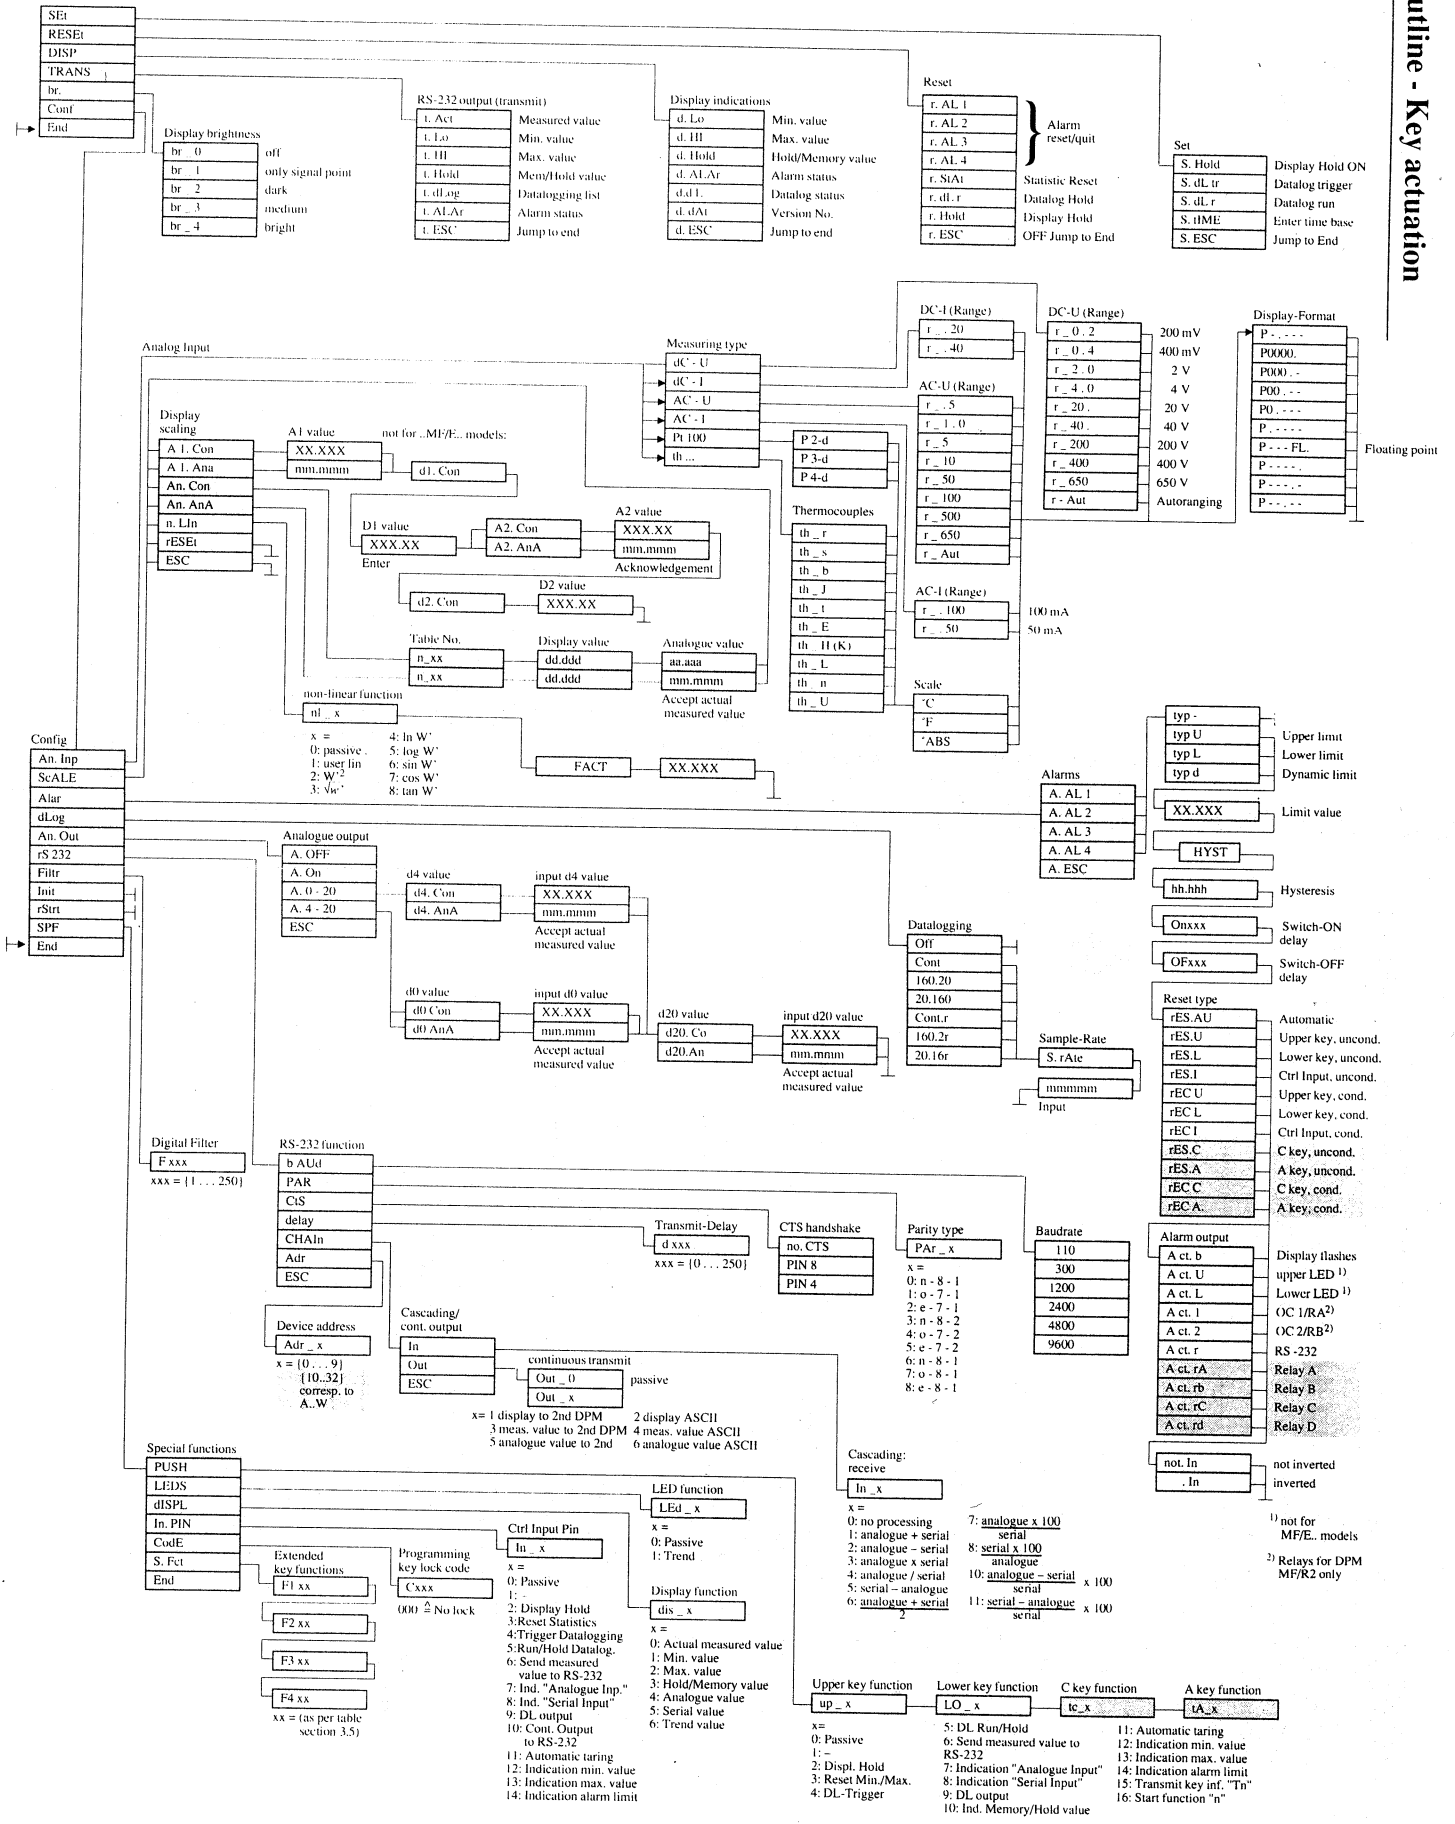 utline - Key actuation
SEt
RESEt
DISP
TRANS
br.
Conf
End
Display brightness
br _ 0 off
br _ 1 only signal point
br _ 2 dark
br _ 3 medium
br _ 4 bright
RS-232 output (transmit)
t. Act Measured value
t. Lo Min. value
t. HI Max. value
t. Hold Mem/Hold value
t. dLog Datalogging list
t. ALAr Alarm status
t. ESC Jump to end
Display indications
d. Lo Min. value
d. HI Max. value
d. Hold Hold/Memory value
d. ALAr Alarm status
d.d L Datalog status
d. dAt Version No.
d. ESC Jump to end
Reset
r. AL 1
r. AL 2
r. AL 3
r. AL 4
Alarm
reset/quit
r. StAt Statistic Reset
r. dL r Datalog Hold
r. Hold Display Hold
r. ESC OFF Jump to End
Set
S. Hold Display Hold ON
S. dL tr Datalog trigger
S. dL r Datalog run
S. tIME Enter time base
S. ESC Jump to End
Analog Input
Display
scaling
A 1. Con
A 1. Ana
An. Con
An. AnA
n. LIn
rESEt
ESC
A1 value
XX.XXX
mm.mmm
not for ..MF/E.. models:
d1. Con
D1 value
XXX.XX
Enter
A2. Con
A2. AnA
A2 value
XXX.XX
mm.mmm
Acknowledgement
d2. Con
D2 value
XXX.XX
Table No.
n_xx
n_xx
Display value
dd.ddd
dd.ddd
Analogue value
aa.aaa
mm.mmm
Accept actual
measured value
non-linear function
nl _ x
x =
0: passive .
1: user lin
2: W'2
3: √W'
4: ln W'
5: log W'
6: sin W'
7: cos W'
8: tan W'
FACT
XX.XXX
Measuring type
dC - U
dC - I
AC - U
AC - I
Pt 100
th ...
P 2-d
P 3-d
P 4-d
Thermocouples
th _ r
th _ s
th _ b
th _ J
th _ t
th _ E
th _ H (K)
th _ L
th n
th _ U
DC-I (Range)
r _ . 20
r _ . 40
AC-U (Range)
r _ . 5
r _ 1 . 0
r _ 5
r _ 10
r _ 50
r _ 100
r _ 500
r _ 650
r _ Aut
AC-I (Range)
r _ . 100 100 mA
r _ . 50 50 mA
Scale
°C
°F
°ABS
DC-U (Range)
r _ 0 . 2 200 mV
r _ 0 . 4 400 mV
r _ 2 . 0 2 V
r _ 4 . 0 4 V
r _ 20 . 20 V
r _ 40 . 40 V
r _ 200 200 V
r _ 400 400 V
r _ 650 650 V
r - Aut Autoranging
Display-Format
P - . - - -
P0000.
P000 . -
P00 . - -
P0 . - - -
P . - - - -
P - - - FL. Floating point
P - - - - .
P - - - . -
P - - . - -
Config
An. Inp
ScALE
Alar
dLog
An. Out
rS 232
Filtr
Init
rStrt
SPF
End
Analogue output
A. OFF
A. On
A. 0 - 20
A. 4 - 20
ESC
d4 value
d4. Con
d4. AnA
input d4 value
XX.XXX
mm.mmm
Accept actual
measured value
d0 value
d0 Con
d0 AnA
input d0 value
XX.XXX
mm.mmm
Accept actual
measured value
d20 value
d20. Co
d20.An
input d20 value
XX.XXX
mm.mmm
Accept actual
measured value
Datalogging
Off
Cont
160.20
20.160
Cont.r
160.2r
20.16r
Sample-Rate
S. rAte
mmmmm
Input
Alarms
A. AL 1
A. AL 2
A. AL 3
A. AL 4
A. ESC
typ -
typ U Upper limit
typ L Lower limit
typ d Dynamic limit
XX.XXX Limit value
HYST
hh.hhh Hysteresis
Onxxx Switch-ON
delay
OFxxx Switch-OFF
delay
Reset type
rES.AU Automatic
rES.U Upper key, uncond.
rES.L Lower key, uncond.
rES.I Ctrl Input, uncond.
rEC U Upper key, cond.
rEC L Lower key, cond.
rEC I Ctrl Input, cond.
rES.C C key, uncond.
rES.A A key, uncond.
rEC C C key, cond.
rEC A. A key, cond.
Alarm output
A ct. b Display flashes
A ct. U upper LED 1)
A ct. L Lower LED 1)
A ct. 1 OC 1/RA2)
A ct. 2 OC 2/RB2)
A ct. r RS -232
A ct. rA Relay A
A ct. rb Relay B
A ct. rC Relay C
A ct. rd Relay D
not. In not inverted
. In inverted
1) not for
MF/E.. models
2) Relays for DPM
MF/R2 only
Digital Filter
F xxx
xxx = {1 . . . 250}
RS-232 function
b AUd
PAR
CtS
delay
CHAIn
Adr
ESC
Transmit-Delay
d xxx
xxx = {0 . . . 250}
CTS handshake
no. CTS
PIN 8
PIN 4
Parity type
PAr _ x
x =
0: n - 8 - 1
1: o - 7 - 1
2: e - 7 - 1
3: n - 8 - 2
4: o - 7 - 2
5: e - 7 - 2
6: n - 8 - 1
7: o - 8 - 1
8: e - 8 - 1
Baudrate
110
300
1200
2400
4800
9600
Device address
Adr _ x
x = {0 . . . 9}
{10..32}
corresp. to
A..W
Cascading/
cont. output
In
Out
ESC
continuous transmit
Out _ 0 passive
Out _ x
x= 1 display to 2nd DPM 2 display ASCII
3 meas. value to 2nd DPM 4 meas. value ASCII
5 analogue value to 2nd 6 analogue value ASCII
Cascading:
receive
In _x
x =
0: no processing
1: analogue + serial
2: analogue – serial
3: analogue x serial
4: analogue / serial
5: serial – analogue
6: analogue + serial
2
7: analogue x 100
serial
8: serial x 100
analogue
10: analogue – serial x 100
serial
11: serial – analogue x 100
serial
Special functions
PUSH
LEDS
dISPL
In. PIN
CodE
S. Fct
End
Extended
key functions
F1 xx
F2 xx
F3 xx
F4 xx
xx = (as per table
section 3.5)
Programming
key lock code
Cxxx
000 ≙ No lock
Ctrl Input Pin
In _ x
x =
0: Passive
1: -
2: Display Hold
3:Reset Statistics
4:Trigger Datalogging
5:Run/Hold Datalog.
6: Send measured
value to RS-232
7: Ind. "Analogue Inp."
8: Ind. "Serial Input"
9: DL output
10: Cont. Output
to RS-232
11: Automatic taring
12: Indication min. value
13: Indication max. value
14: Indication alarm limit
LED function
LEd _ x
x =
0: Passive
1: Trend
Display function
dis _ x
x =
0: Actual measured value
1: Min. value
2: Max. value
3: Hold/Memory value
4: Analogue value
5: Serial value
6: Trend value
Upper key function
up _ x
Lower key function
LO _ x
C key function
tc_x
A key function
tA_x
x=
0: Passive
1: –
2: Displ. Hold
3: Reset Min./Max.
4: DL-Trigger
5: DL Run/Hold
6: Send measured value to
RS-232
7: Indication "Analogue Input"
8: Indication "Serial Input"
9: DL output
10: Ind. Memory/Hold value
11: Automatic taring
12: Indication min. value
13: Indication max. value
14: Indication alarm limit
15: Transmit key inf. "Tn"
16: Start function "n"